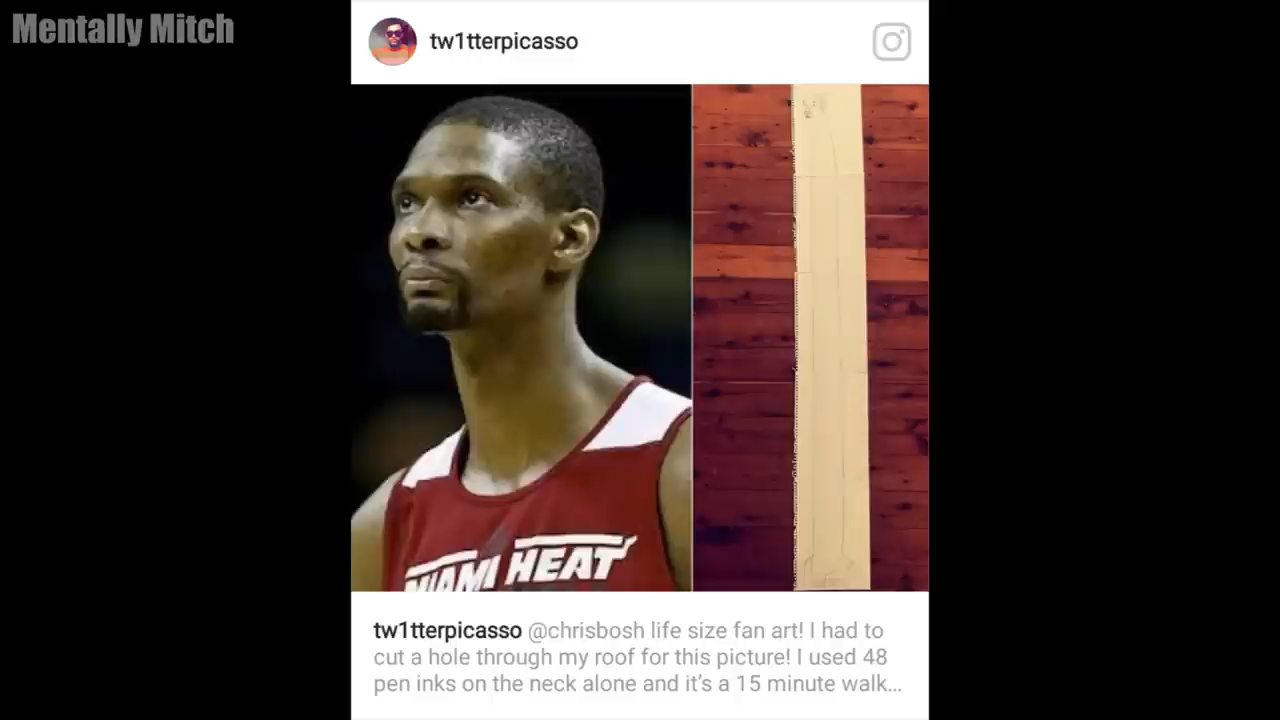 Mentally Mitch
tw1tterpicasso
MIAMI HEAT
tw1tterpicasso @chrisbosh life size fan art! I had to
cut a hole through my roof for this picture! I used 48
pen inks on the neck alone and it's a 15 minute walk...